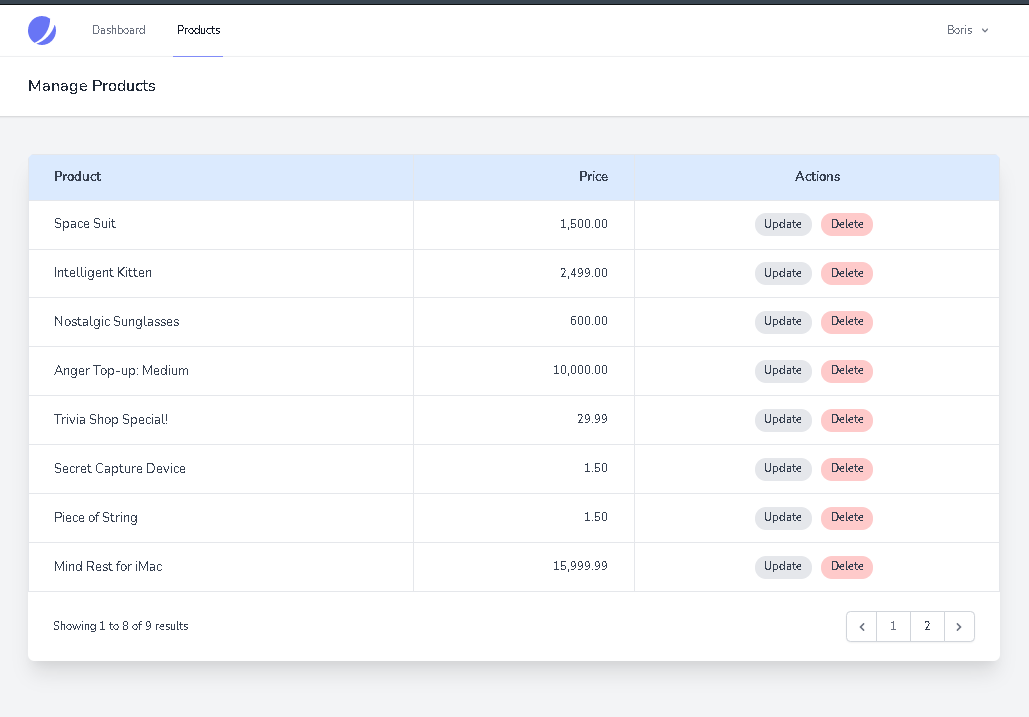 Dashboard Products Boris
Manage Products
Product Price Actions
Space Suit 1,500.00 Update Delete
Intelligent Kitten 2,499.00 Update Delete
Nostalgic Sunglasses 600.00 Update Delete
Anger Top-up: Medium 10,000.00 Update Delete
Trivia Shop Special! 29.99 Update Delete
Secret Capture Device 1.50 Update Delete
Piece of String 1.50 Update Delete
Mind Rest for iMac 15,999.99 Update Delete
Showing 1 to 8 of 9 results 1 2